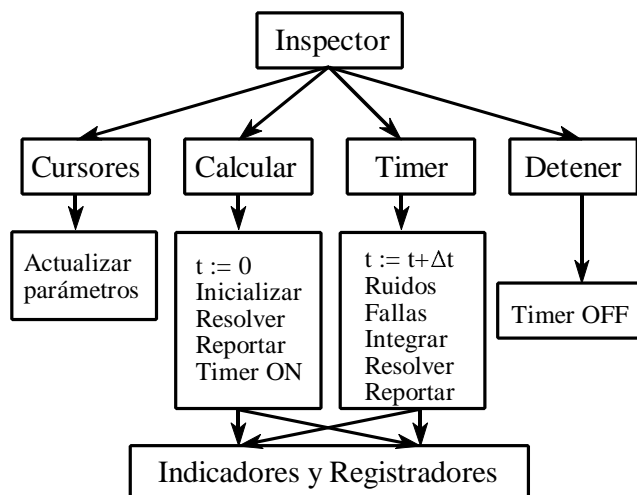 Inspector
Cursores
Calcular
Timer
Detener
Actualizar
parámetros
t := 0
Inicializar
Resolver
Reportar
Timer ON
t := t+Δt
Ruidos
Fallas
Integrar
Resolver
Reportar
Timer OFF
Indicadores y Registradores